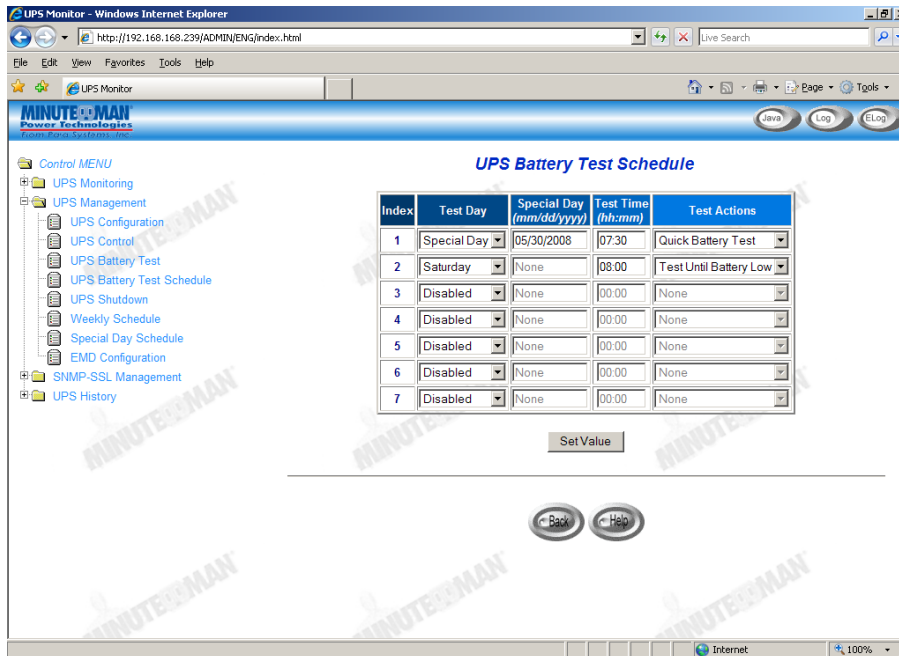 UPS Monitor - Windows Internet Explorer
http://192.168.168.239/ADMIN/ENG/index.html
Live Search
File Edit View Favorites Tools Help
UPS Monitor
Page Tools
MINUTEMAN
Power Technologies
from Para Systems, Inc.
Java Log ELog
Control MENU
UPS Monitoring
UPS Management
UPS Configuration
UPS Control
UPS Battery Test
UPS Battery Test Schedule
UPS Shutdown
Weekly Schedule
Special Day Schedule
EMD Configuration
SNMP-SSL Management
UPS History
UPS Battery Test Schedule
Index Test Day Special Day (mm/dd/yyyy) Test Time (hh:mm) Test Actions
1 Special Day 05/30/2008 07:30 Quick Battery Test
2 Saturday None 08:00 Test Until Battery Low
3 Disabled None 00:00 None
4 Disabled None 00:00 None
5 Disabled None 00:00 None
6 Disabled None 00:00 None
7 Disabled None 00:00 None
Set Value
Back Help
MINUTEMAN
MINUTEMAN
MINUTEMAN
Internet 100%